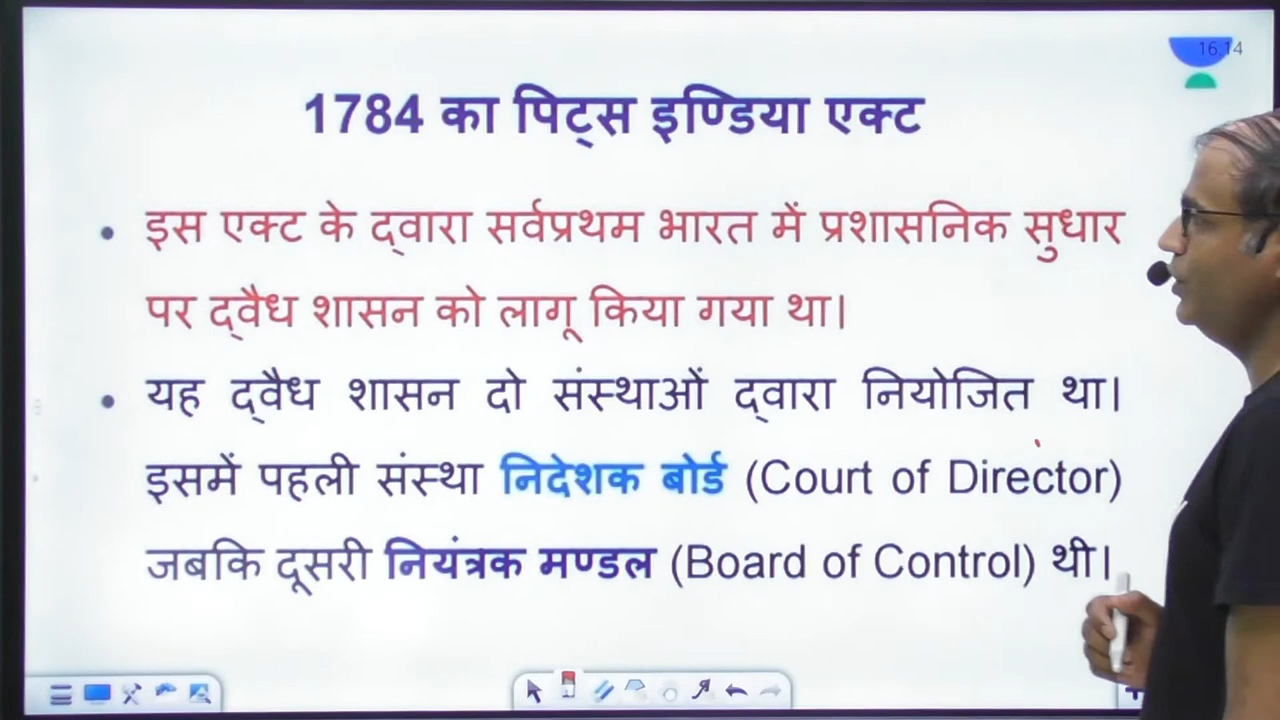 16:14
1784 का पिट्स इण्डिया एक्ट
• इस एक्ट के द्वारा सर्वप्रथम भारत में प्रशासनिक सुधार
पर द्वैध शासन को लागू किया गया था।
• यह द्वैध शासन दो संस्थाओं द्वारा नियोजित था।
इसमें पहली संस्था निदेशक बोर्ड (Court of Director)
जबकि दूसरी नियंत्रक मण्डल (Board of Control) थी।